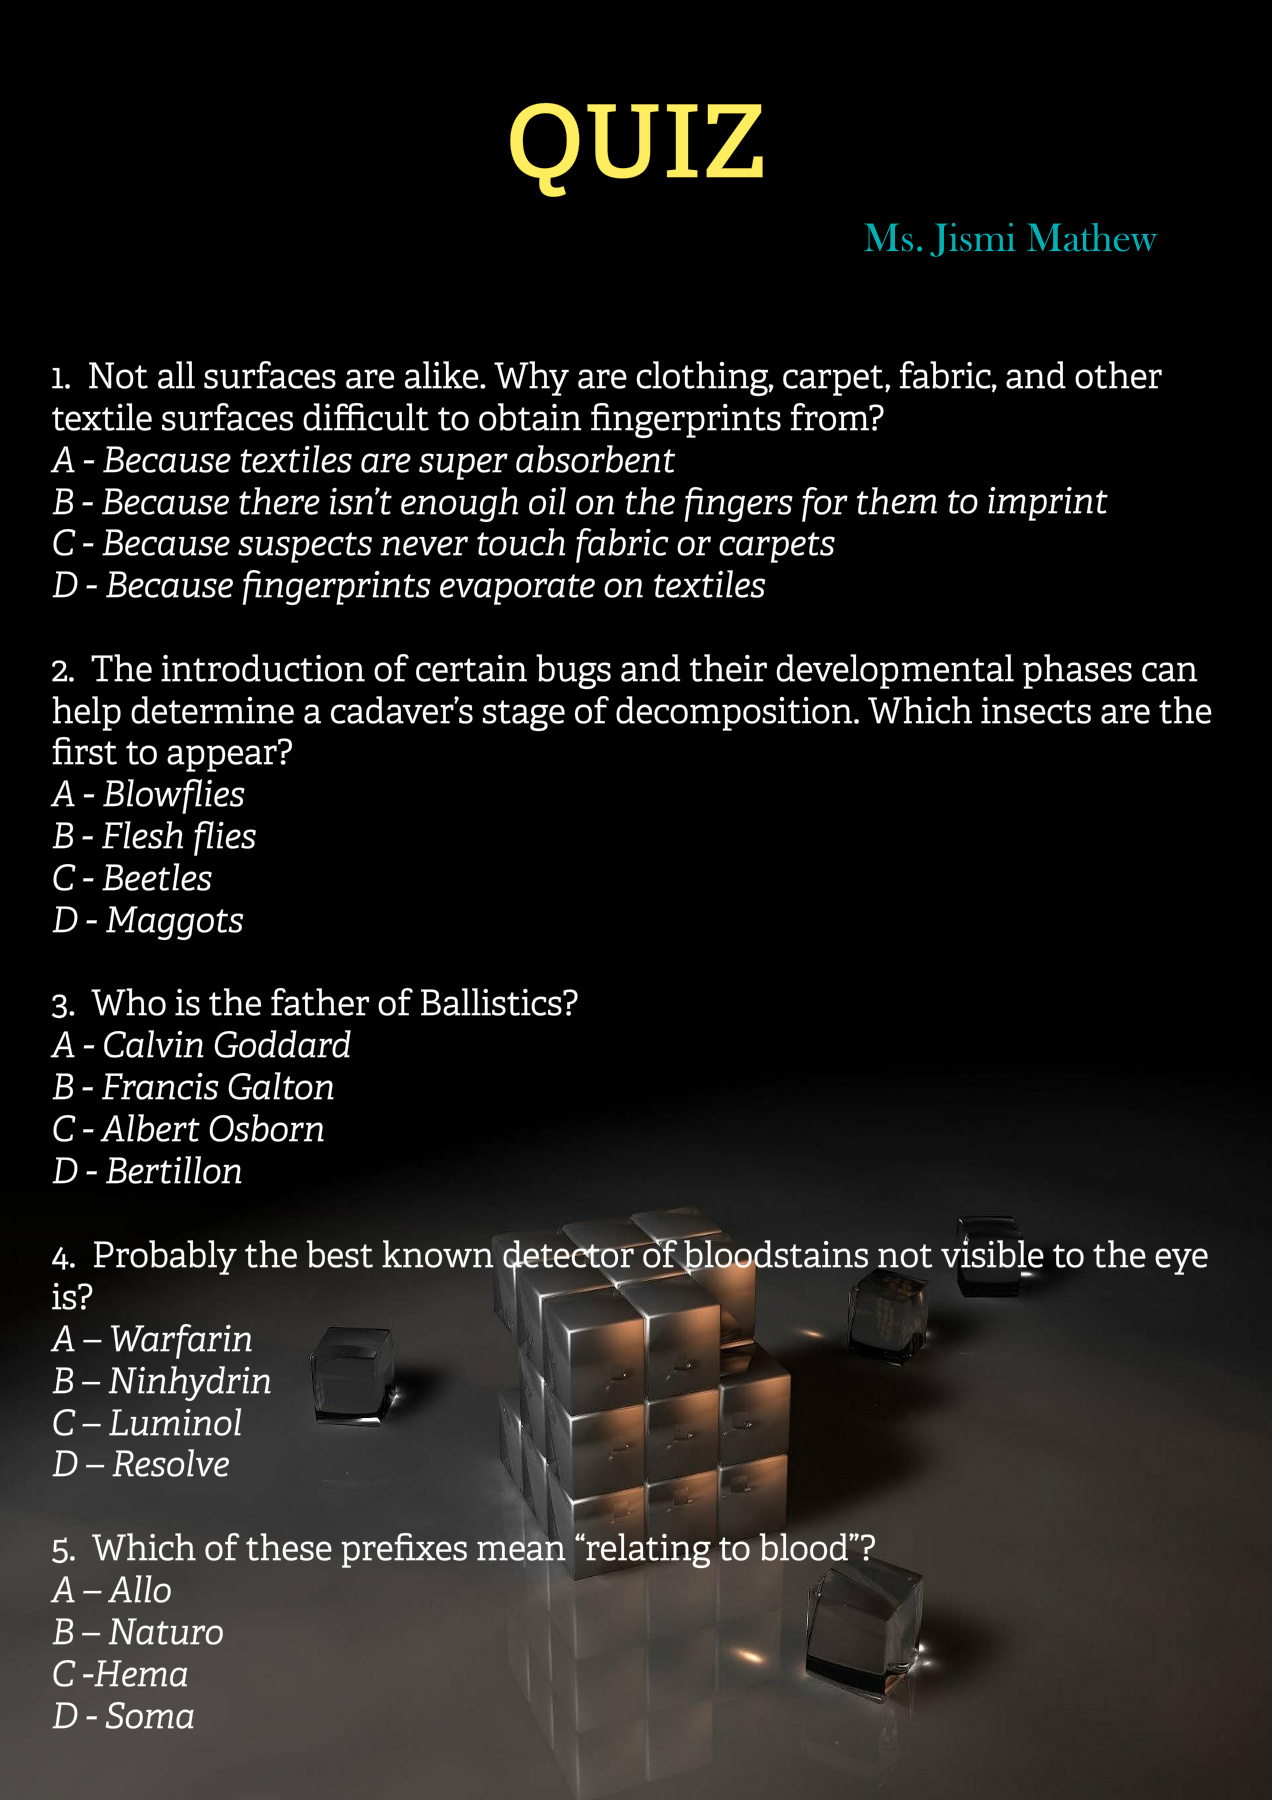 QUIZ
Ms. Jismi Mathew
1.  Not all surfaces are alike. Why are clothing, carpet, fabric, and other
textile surfaces difficult to obtain fingerprints from?
A - Because textiles are super absorbent
B - Because there isn’t enough oil on the fingers for them to imprint
C - Because suspects never touch fabric or carpets
D - Because fingerprints evaporate on textiles
2.  The introduction of certain bugs and their developmental phases can
help determine a cadaver’s stage of decomposition. Which insects are the
first to appear?
A - Blowflies
B - Flesh flies
C - Beetles
D - Maggots
3.  Who is the father of Ballistics?
A - Calvin Goddard
B - Francis Galton
C - Albert Osborn
D - Bertillon
4.  Probably the best known detector of bloodstains not visible to the eye
is?
A – Warfarin
B – Ninhydrin
C – Luminol
D – Resolve
5.  Which of these prefixes mean “relating to blood”?
A – Allo
B – Naturo
C -Hema
D - Soma